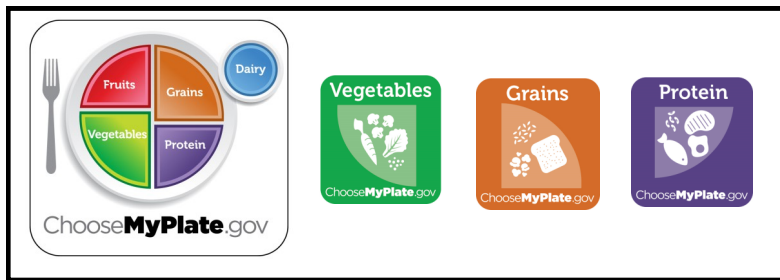 Fruits
Grains
Dairy
Vegetables
Protein
ChooseMyPlate.gov
Vegetables
ChooseMyPlate.gov
Grains
ChooseMyPlate.gov
Protein
ChooseMyPlate.gov